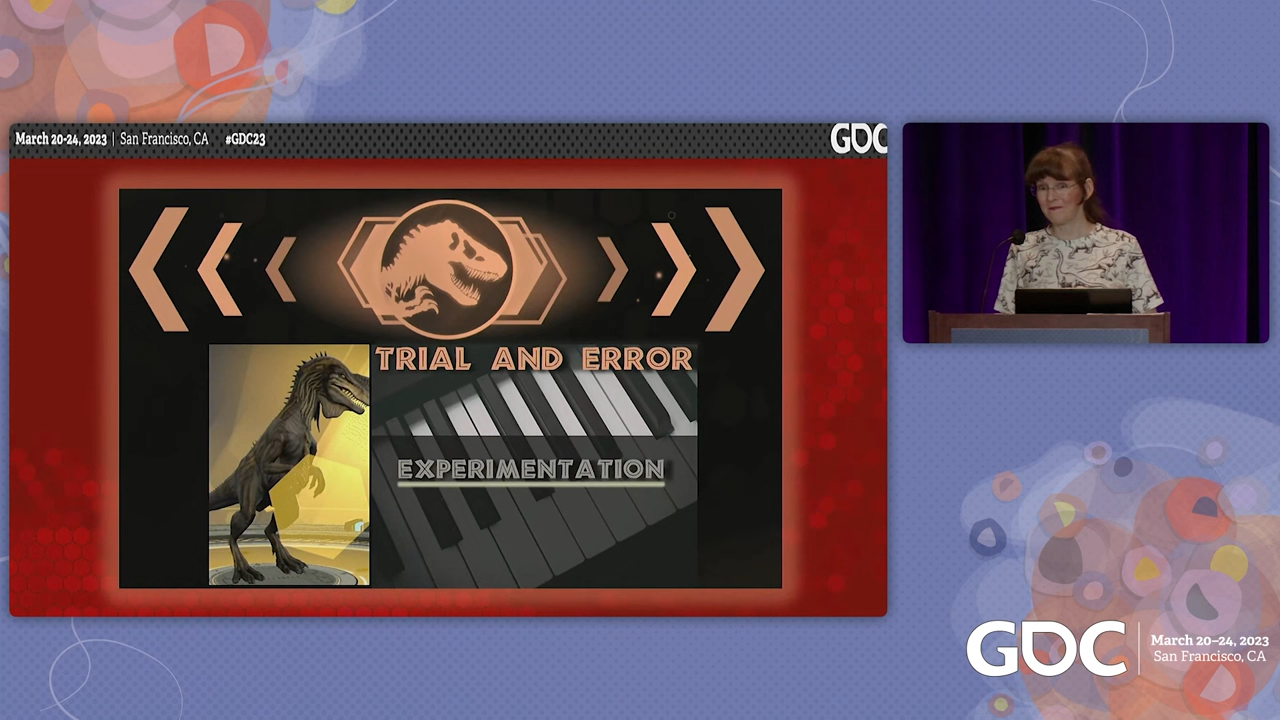 March 20-24, 2023 | San Francisco, CA #GDC23
GDC
TRIAL AND ERROR
EXPERIMENTATION
GDC
March 20-24, 2023
San Francisco, CA